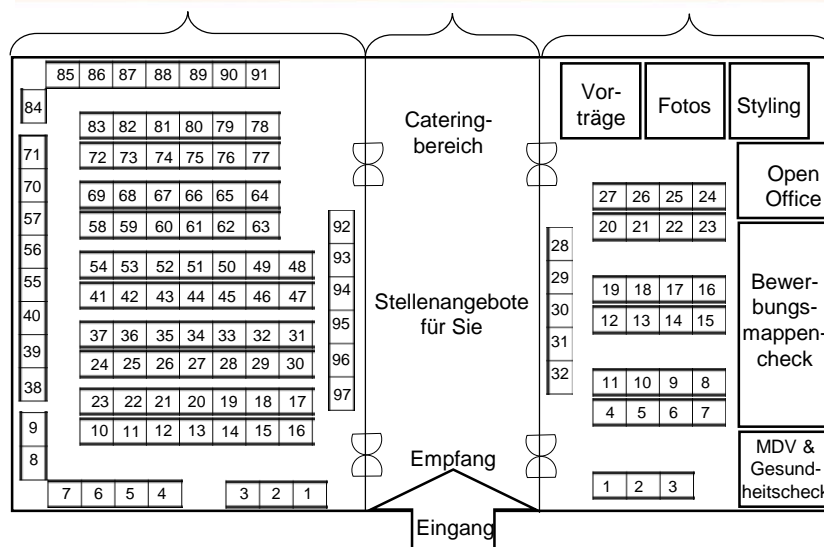 85 86 87 88 89 90 91
84
83 82 81 80 79 78
72 73 74 75 76 77
71
70
57
56
55
40
39
38
69 68 67 66 65 64
58 59 60 61 62 63
54 53 52 51 50 49 48
41 42 43 44 45 46 47
37 36 35 34 33 32 31
24 25 26 27 28 29 30
23 22 21 20 19 18 17
10 11 12 13 14 15 16
9
8
7 6 5 4
3 2 1
92
93
94
95
96
97
Catering-
bereich
Stellenangebote
für Sie
Empfang
Eingang
Vor-
träge
Fotos
Styling
Open
Office
27 26 25 24
20 21 22 23
28
29
30
31
32
19 18 17 16
12 13 14 15
11 10 9 8
4 5 6 7
1 2 3
Bewer-
bungs-
mappen-
check
MDV &
Gesund-
heitscheck